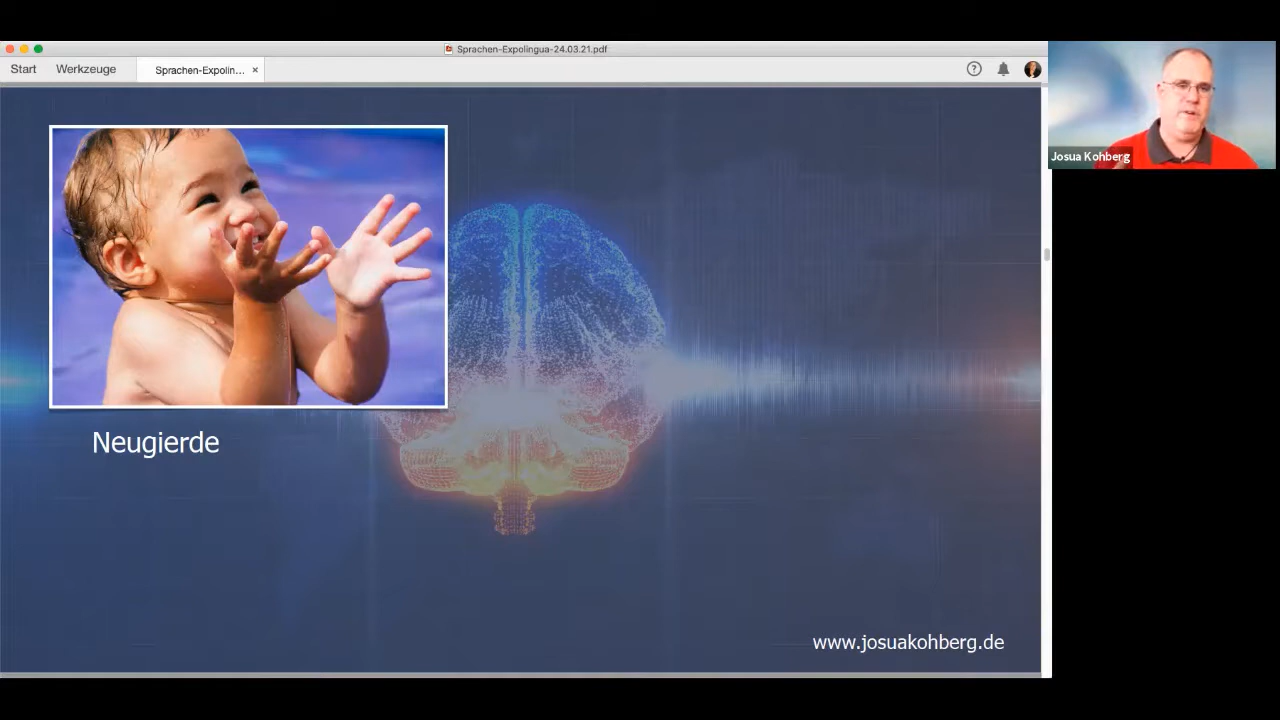 Sprachen-Expolingua-24.03.21.pdf
Start Werkzeuge Sprachen-Expolin... ×
Josua Kohberg
Neugierde
www.josuakohberg.de